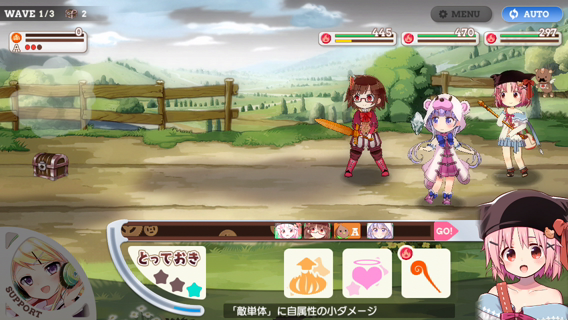 WAVE 1/3 2
MENU
AUTO
0
A
445
470
297
A
GO!
とっておき
SUPPORT
「敵単体」に自属性の小ダメージ